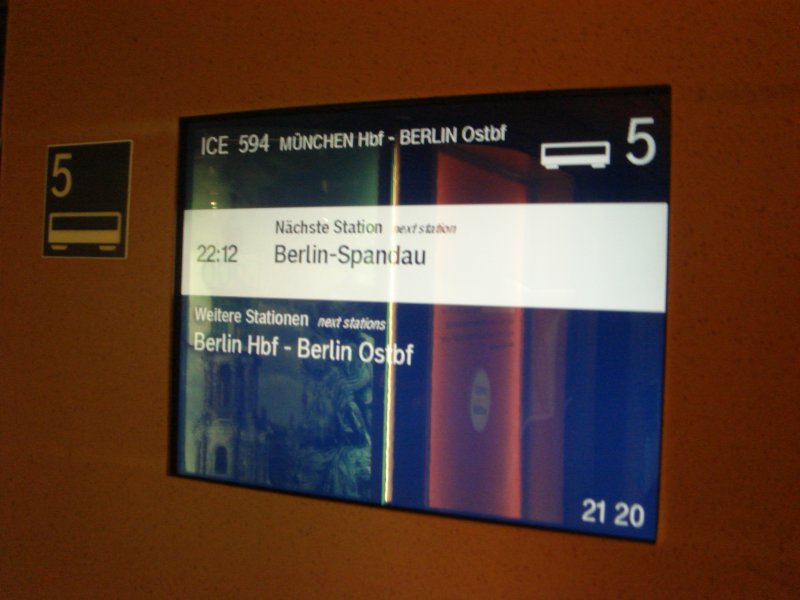 5
ICE 594 MÜNCHEN Hbf - BERLIN Ostbf 5
Nächste Station next station
22:12 Berlin-Spandau
Weitere Stationen next stations
Berlin Hbf - Berlin Ostbf
21 20